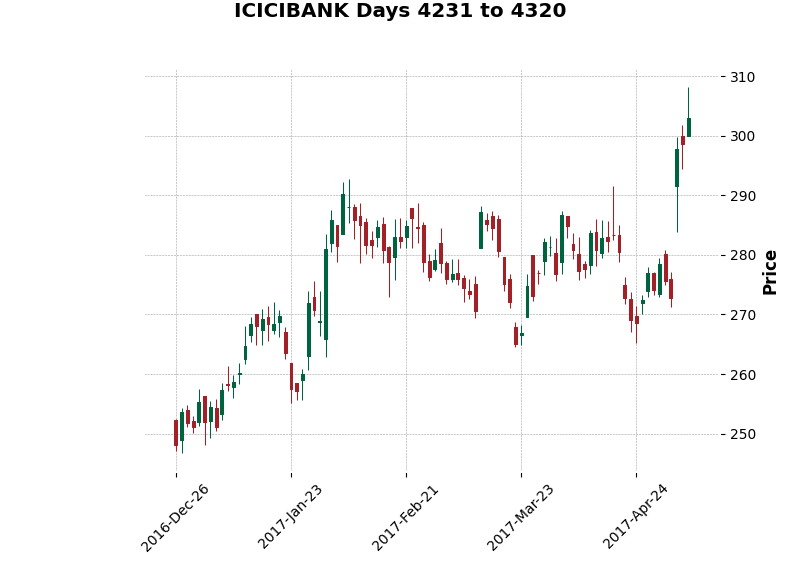 ICICIBANK Days 4231 to 4320
310
300
290
280
270
260
250
Price
2016-Dec-26
2017-Jan-23
2017-Feb-21
2017-Mar-23
2017-Apr-24